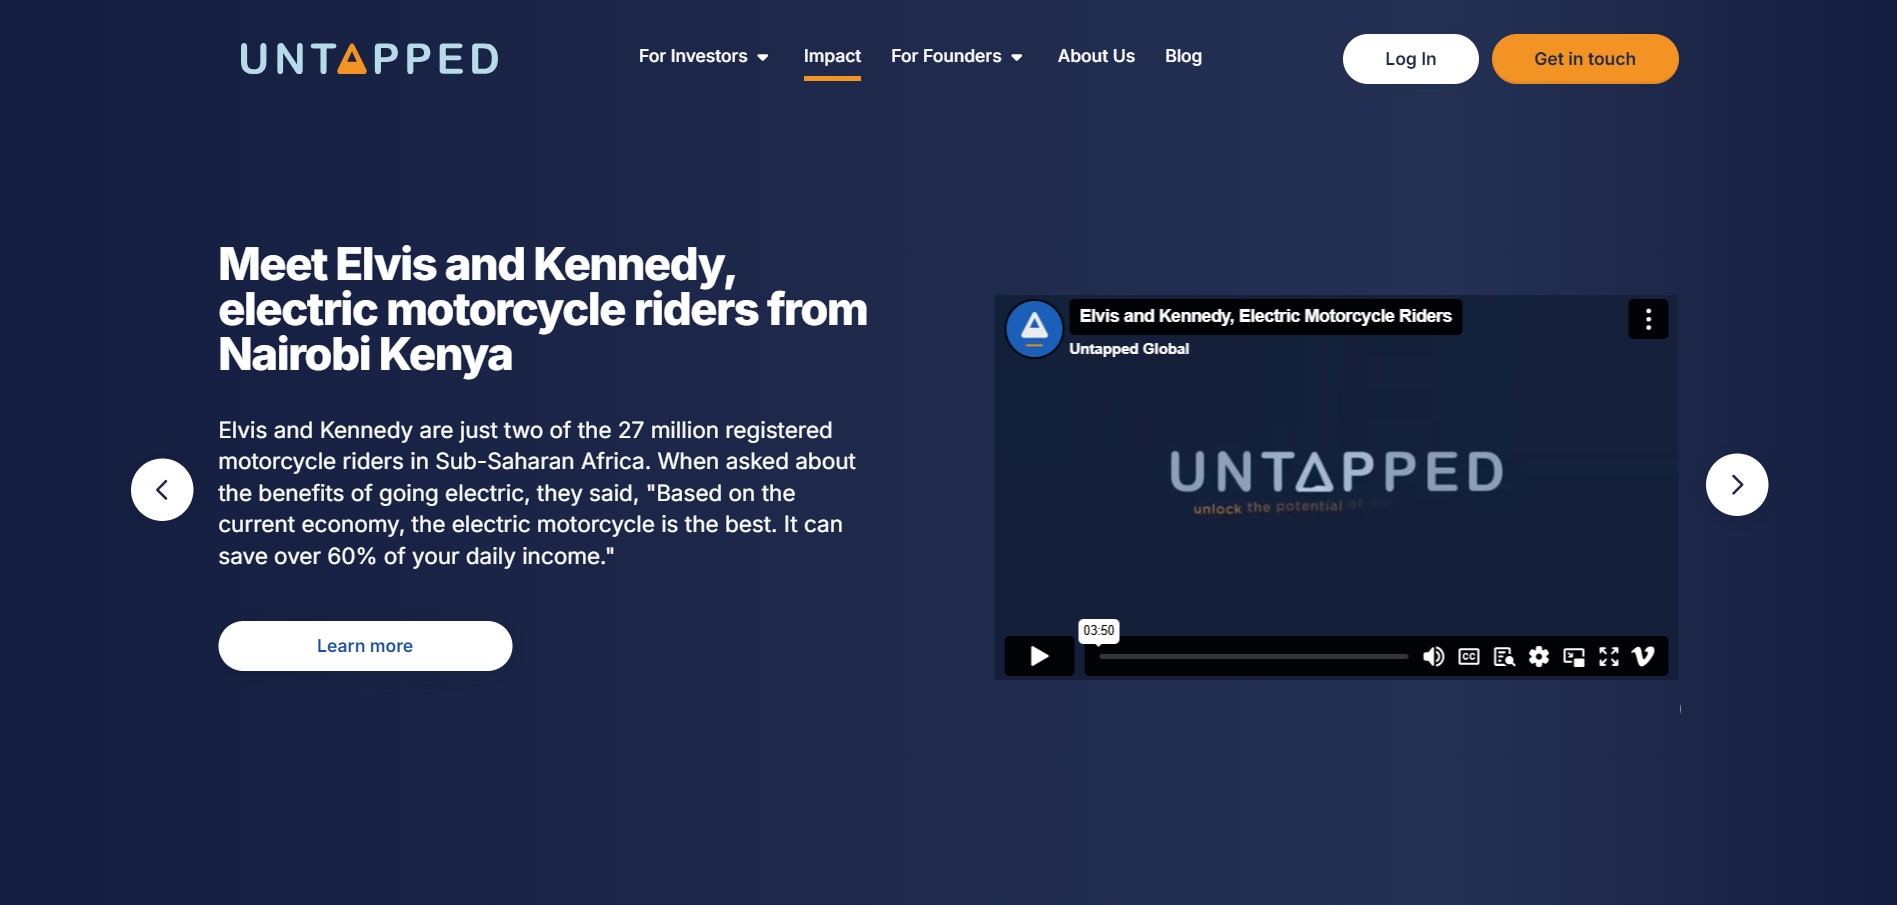 UNTAPPED
For Investors
Impact
For Founders
About Us
Blog
Log In
Get in touch
Meet Elvis and Kennedy,
electric motorcycle riders from
Nairobi Kenya
Elvis and Kennedy are just two of the 27 million registered
motorcycle riders in Sub-Saharan Africa. When asked about
the benefits of going electric, they said, "Based on the
current economy, the electric motorcycle is the best. It can
save over 60% of your daily income."
Learn more
Elvis and Kennedy, Electric Motorcycle Riders
Untapped Global
UNTAPPED
unlock the potential of
03:50
CC